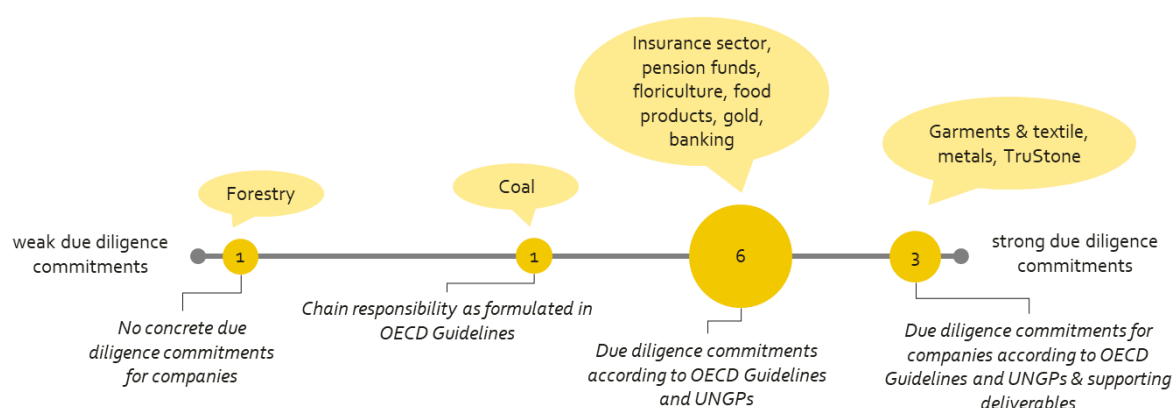 Insurance sector,
pension funds,
floriculture, food
products, gold,
banking
Garments & textile,
metals, TruStone
Forestry
Coal
weak due diligence
commitments
1
1
6
3
strong due diligence
commitments
No concrete due
diligence commitments
for companies
Chain responsibility as formulated in
OECD Guidelines
Due diligence commitments
according to OECD Guidelines
and UNGPs
Due diligence commitments for
companies according to OECD
Guidelines and UNGPs & supporting
deliverables